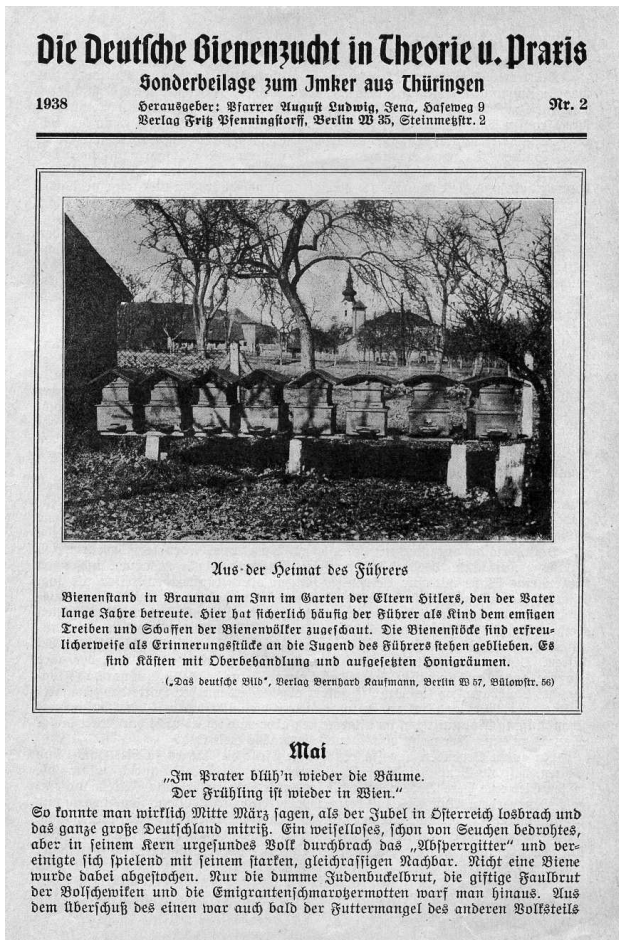 Die Deutsche Bienenzucht in Theorie u. Praxis
Sonderbeilage zum Imker aus Thüringen
1938
Herausgeber: Pfarrer August Ludwig, Jena, Haseweg 9
Nr. 2
Verlag Fritz Pfenningstorff, Berlin W 35, Steinmetzstr. 2
Aus der Heimat des Führers
Bienenstand in Braunau am Inn im Garten der Eltern Hitlers, den der Vater
lange Jahre betreute. Hier hat sicherlich häufig der Führer als Kind dem emsigen
Treiben und Schaffen der Bienenvölker zugeschaut. Die Bienenstöcke sind erfreu-
licherweise als Erinnerungsstücke an die Jugend des Führers stehen geblieben. Es
sind Kästen mit Oberbehandlung und aufgesetzten Honigräumen.
(„Das deutsche Bild", Verlag Bernhard Kaufmann, Berlin W 57, Bülowstr. 56)
Mai
„Im Prater blüh'n wieder die Bäume.
Der Frühling ist wieder in Wien."
So konnte man wirklich Mitte März sagen, als der Jubel in Österreich losbrach und
das ganze große Deutschland mitriß. Ein weiselloses, schon von Seuchen bedrohtes,
aber in seinem Kern urgesundes Volk durchbrach das „Absperrgitter" und ver-
einigte sich spielend mit seinem starken, gleichrassigen Nachbar. Nicht eine Biene
wurde dabei abgestochen. Nur die dumme Judenbuckelbrut, die giftige Faulbrut
der Bolschewiken und die Emigrantenschmarotzermotten warf man hinaus. Aus
dem Überschuß des einen war auch bald der Futtermangel des anderen Volksteils